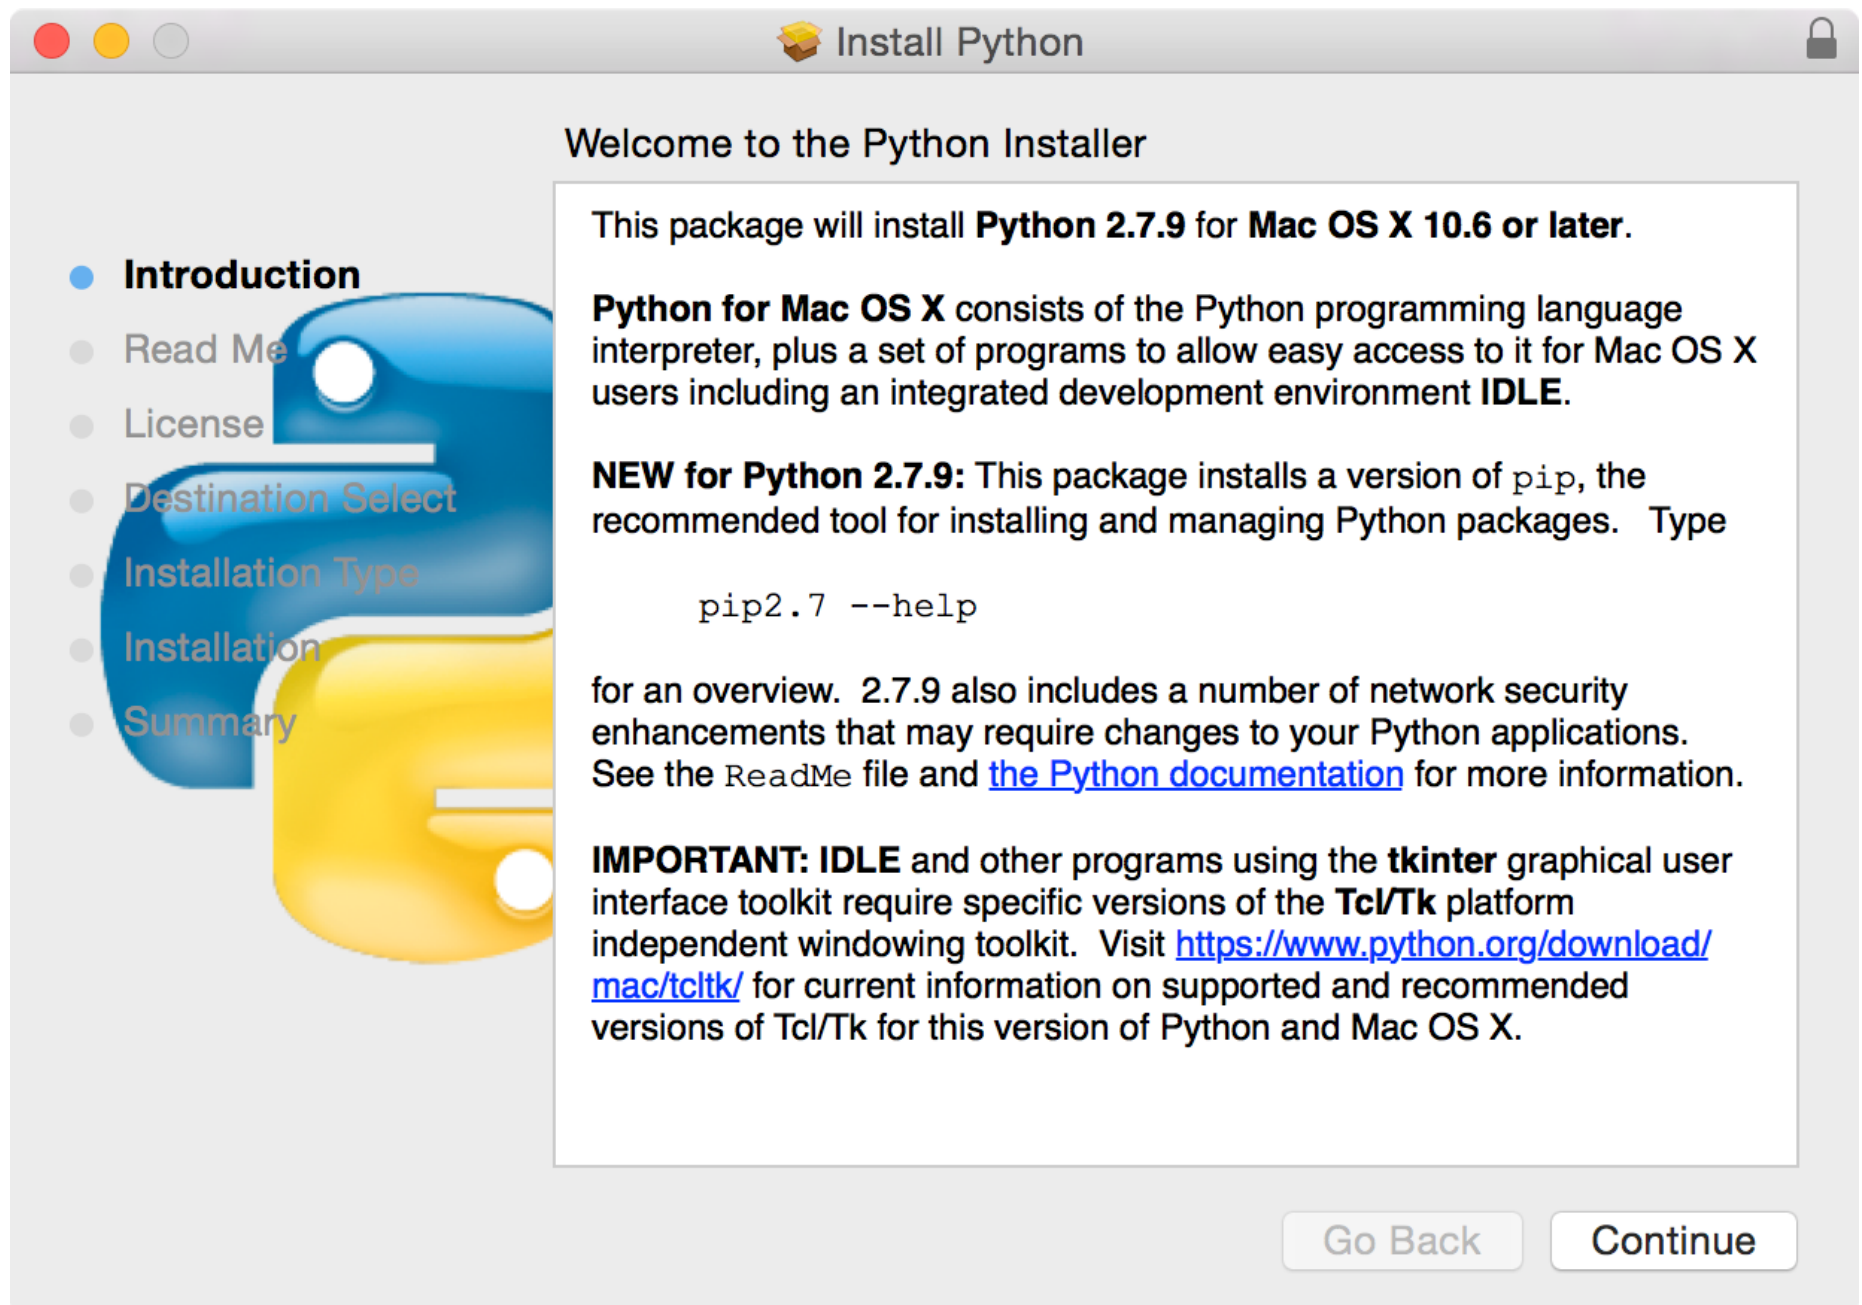 Install Python
Welcome to the Python Installer
Introduction
Read Me
License
Destination Select
Installation Type
Installation
Summary
This package will install Python 2.7.9 for Mac OS X 10.6 or later.
Python for Mac OS X consists of the Python programming language
interpreter, plus a set of programs to allow easy access to it for Mac OS X
users including an integrated development environment IDLE.
NEW for Python 2.7.9: This package installs a version of pip, the
recommended tool for installing and managing Python packages.   Type
pip2.7 --help
for an overview.  2.7.9 also includes a number of network security
enhancements that may require changes to your Python applications.
See the ReadMe file and the Python documentation for more information.
IMPORTANT: IDLE and other programs using the tkinter graphical user
interface toolkit require specific versions of the Tcl/Tk platform
independent windowing toolkit.  Visit https://www.python.org/download/
mac/tcltk/ for current information on supported and recommended
versions of Tcl/Tk for this version of Python and Mac OS X.
Go Back
Continue